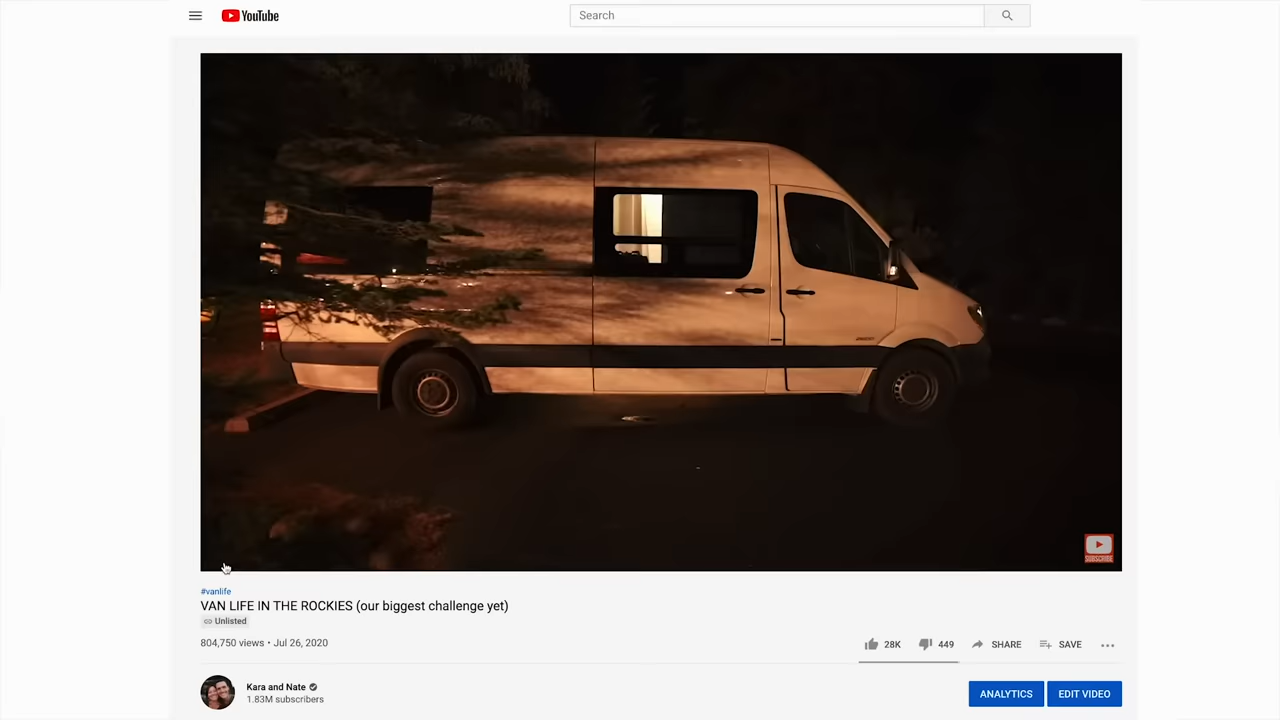 YouTube
Search
SUBSCRIBE
#vanlife
VAN LIFE IN THE ROCKIES (our biggest challenge yet)
Unlisted
804,750 views • Jul 26, 2020
28K 449 SHARE SAVE
Kara and Nate
1.83M subscribers
ANALYTICS EDIT VIDEO